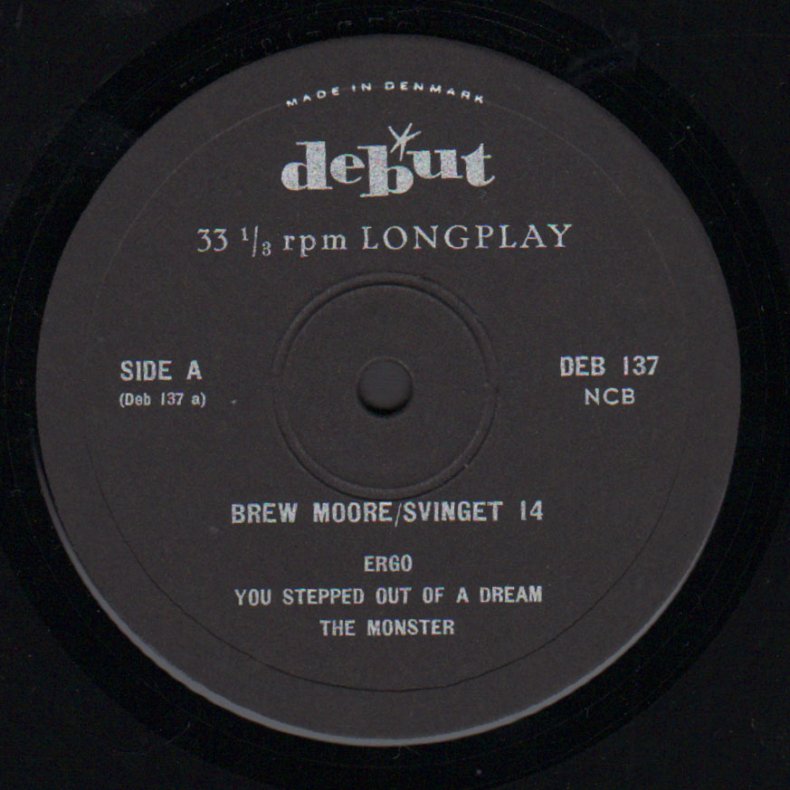 MADE IN DENMARK
debut
33 1/3 rpm LONGPLAY
SIDE A
(Deb 137 a)
DEB 137
NCB
BREW MOORE/SVINGET 14
ERGO
YOU STEPPED OUT OF A DREAM
THE MONSTER